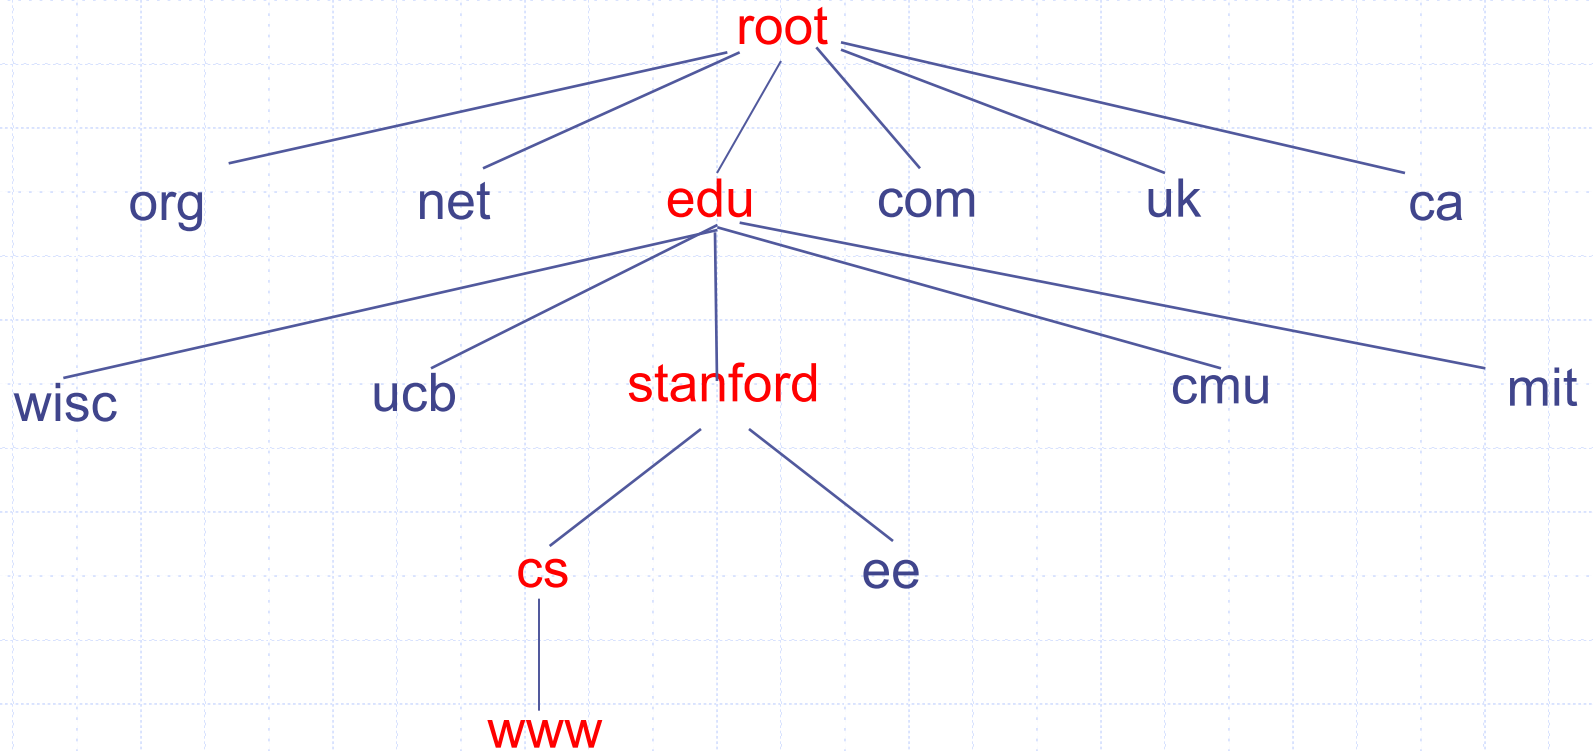 root
org net edu com uk ca
wisc ucb stanford cmu mit
cs ee
www